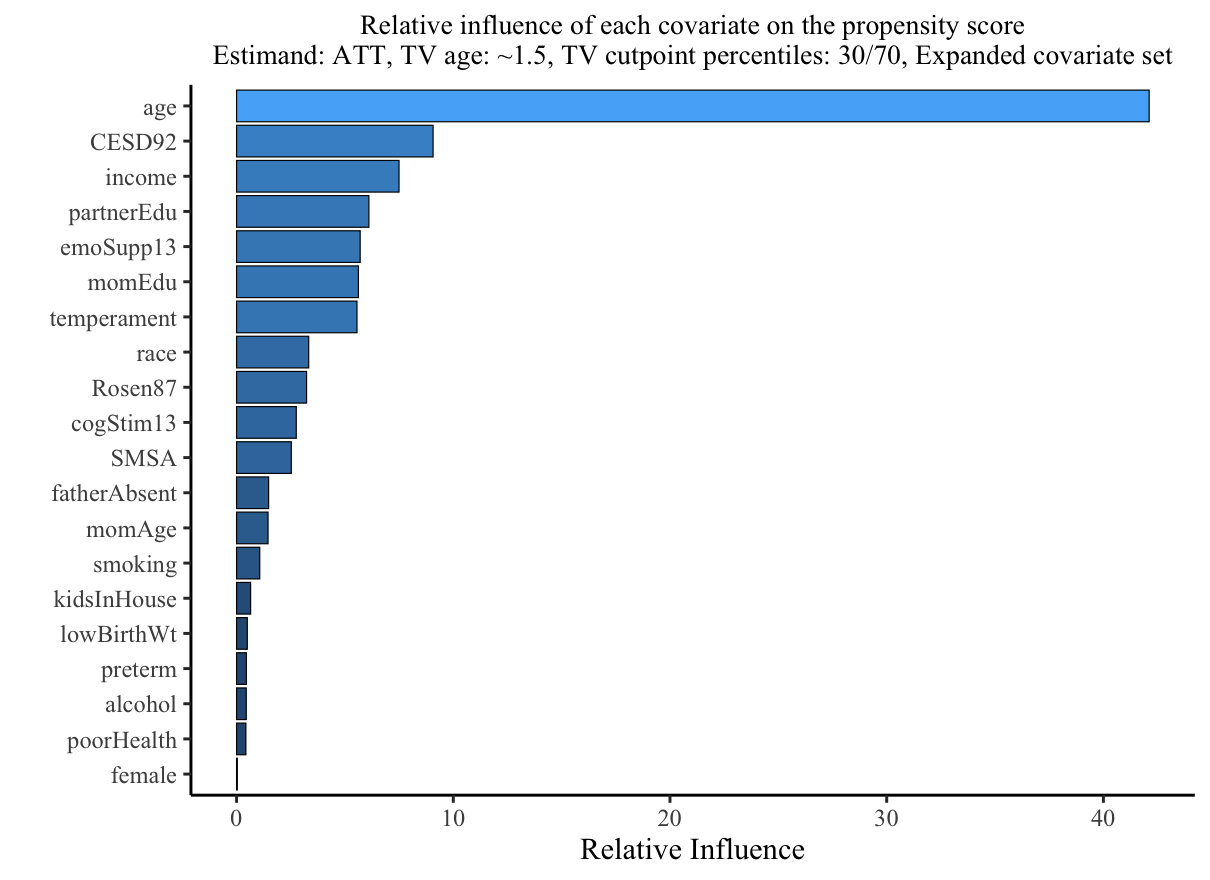 Relative influence of each covariate on the propensity score
Estimand: ATT, TV age: ~1.5, TV cutpoint percentiles: 30/70, Expanded covariate set
age
CESD92
income
partnerEdu
emoSupp13
momEdu
temperament
race
Rosen87
cogStim13
SMSA
fatherAbsent
momAge
smoking
kidsInHouse
lowBirthWt
preterm
alcohol
poorHealth
female
0 10 20 30 40
Relative Influence